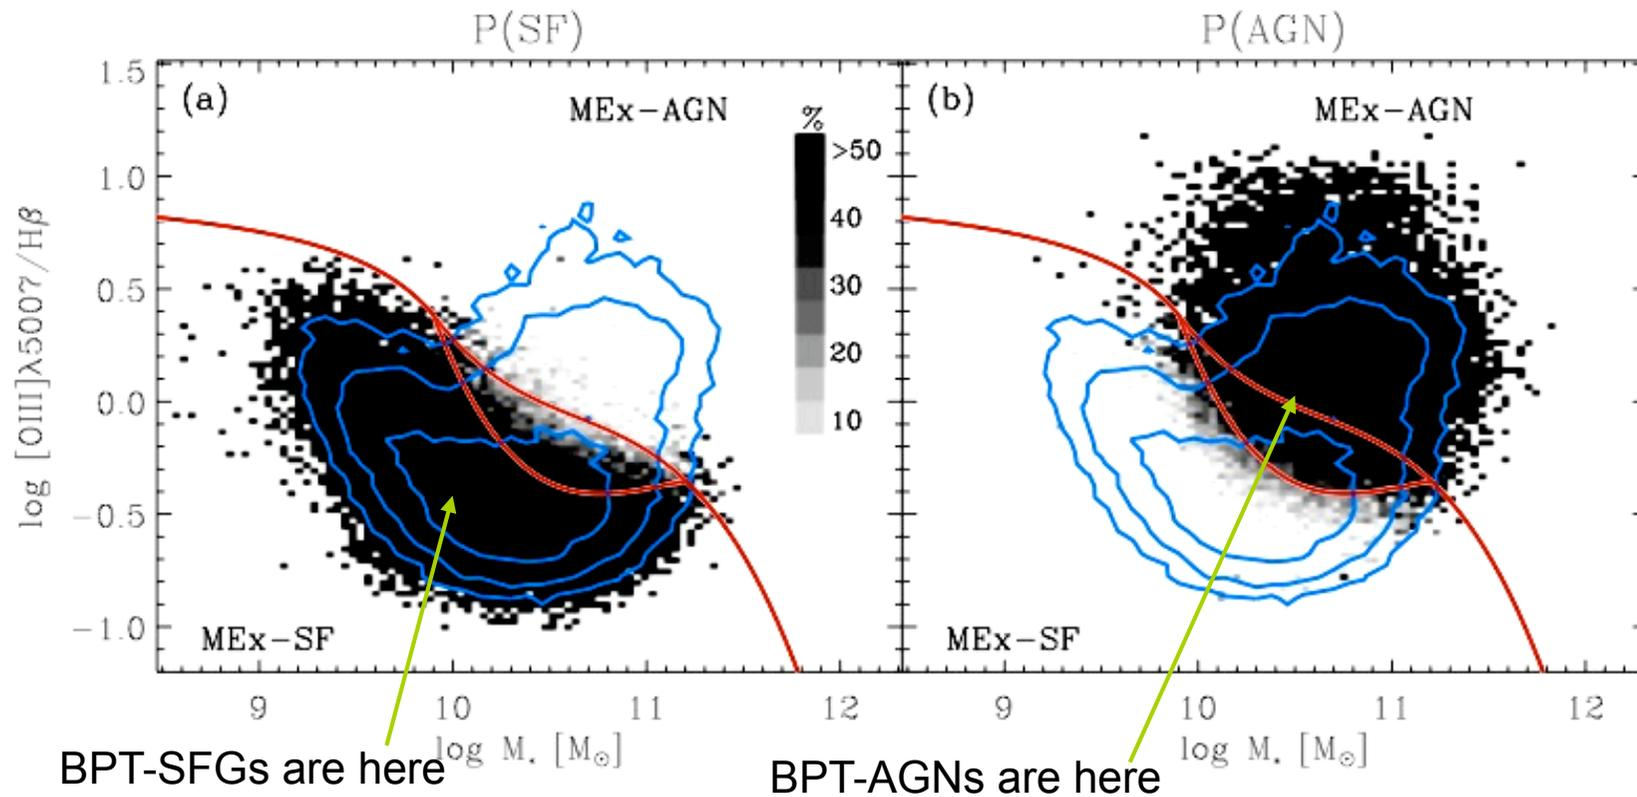 P(SF)
P(AGN)
(a)
MEx-AGN
%
>50
40
30
20
10
(b)
MEx-AGN
1.5
1.0
0.5
0.0
−0.5
−1.0
log [OIII]λ5007/Hβ
MEx-SF
MEx-SF
9 10 11 12
9 10 11 12
log M⋆ [M⊙]
log M⋆ [M⊙]
BPT-SFGs are here
BPT-AGNs are here